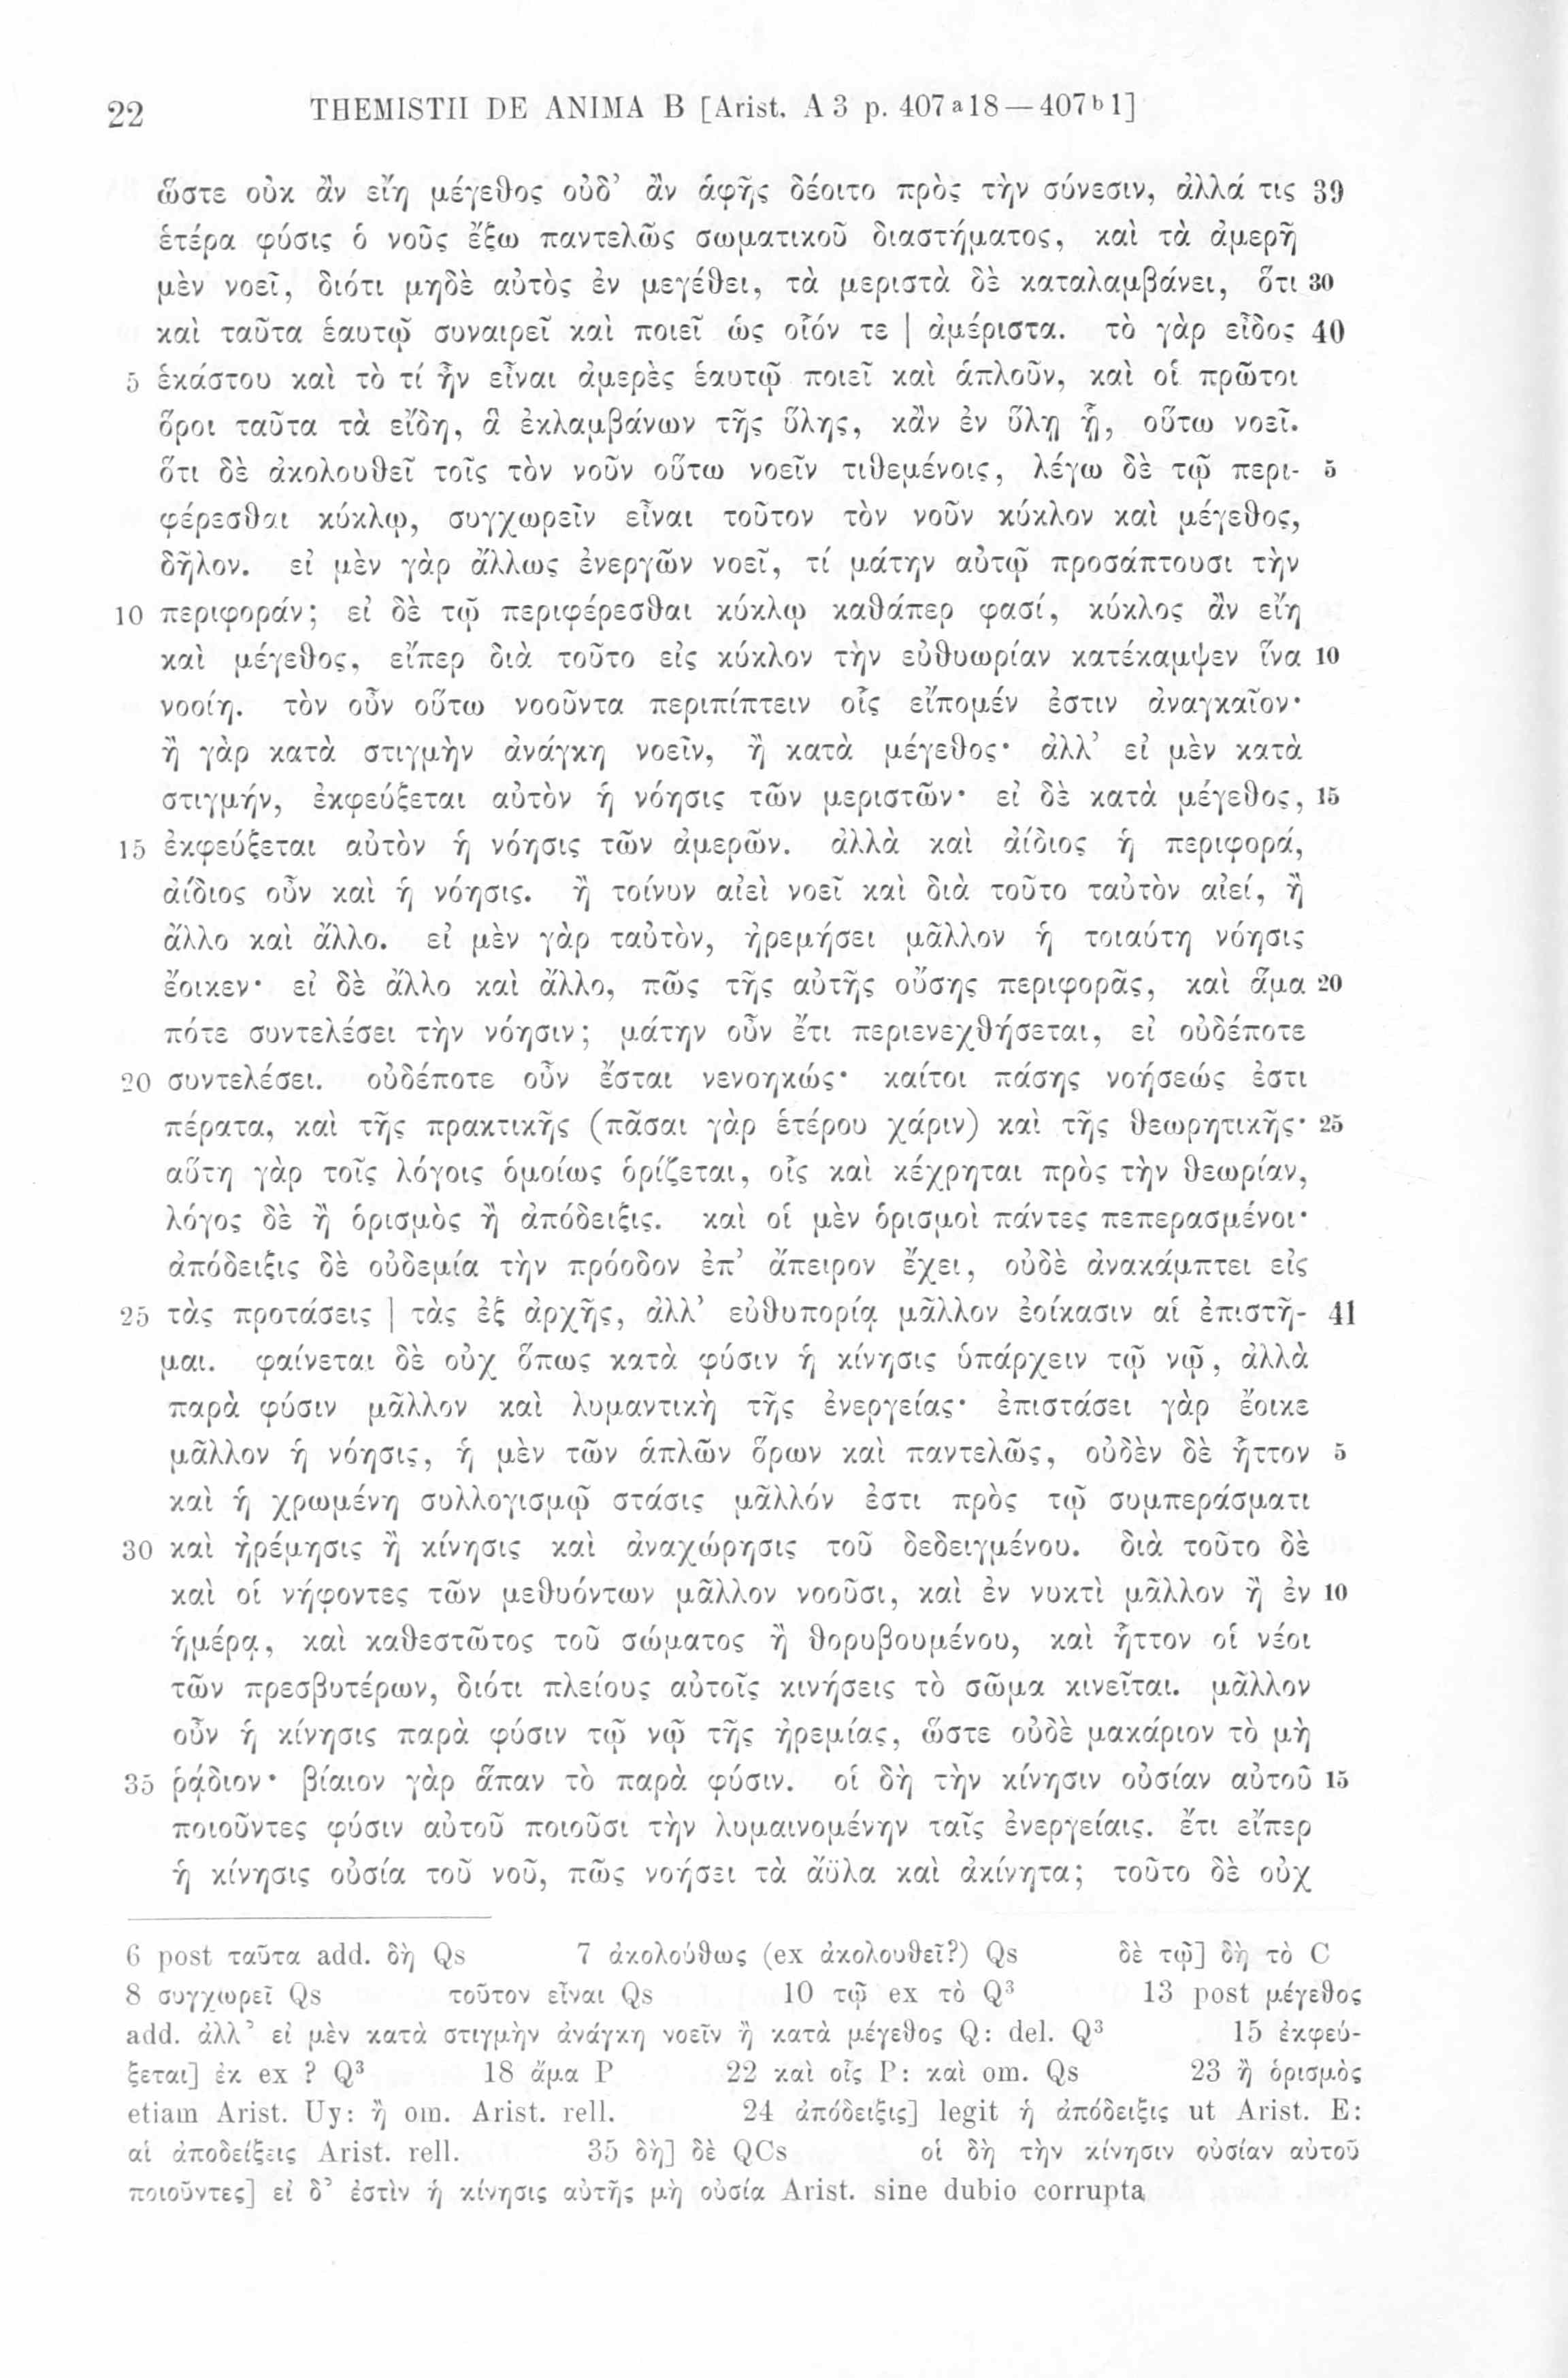 22 THEMISTII DE ANIMA B [Arist. A 3 p. 407ᵃ18—407ᵇ1]
ὥστε οὐκ ἂν εἴη μέγεθος οὐδ’ ἂν ἁφῆς δέοιτο πρὸς τὴν σύνεσιν, ἀλλά τις 39
ἑτέρα φύσις ὁ νοῦς ἔξω παντελῶς σωματικοῦ διαστήματος, καὶ τὰ ἀμερῆ
μὲν νοεῖ, διότι μηδὲ αὐτὸς ἐν μεγέθει, τὰ μεριστὰ δὲ καταλαμβάνει, ὅτι 30
καὶ ταῦτα ἑαυτῷ συναιρεῖ καὶ ποιεῖ ὡς οἷόν τε | ἀμέριστα. τὸ γὰρ εἶδος 40
5 ἑκάστου καὶ τὸ τί ἦν εἶναι ἀμερὲς ἑαυτῷ ποιεῖ καὶ ἁπλοῦν, καὶ οἱ πρῶτοι
ὅροι ταῦτα τὰ εἴδη, ἃ ἐκλαμβάνων τῆς ὕλης, κἂν ἐν ὕλῃ ᾖ, οὕτω νοεῖ.
ὅτι δὲ ἀκολουθεῖ τοῖς τὸν νοῦν οὕτω νοεῖν τιθεμένοις, λέγω δὲ τῷ περι- 5
φέρεσθαι κύκλῳ, συγχωρεῖν εἶναι τοῦτον τὸν νοῦν κύκλον καὶ μέγεθος,
δῆλον. εἰ μὲν γὰρ ἄλλως ἐνεργῶν νοεῖ, τί μάτην αὐτῷ προσάπτουσι τὴν
10 περιφοράν; εἰ δὲ τῷ περιφέρεσθαι κύκλῳ καθάπερ φασί, κύκλος ἂν εἴη
καὶ μέγεθος, εἴπερ διὰ τοῦτο εἰς κύκλον τὴν εὐθυωρίαν κατέκαμψεν ἵνα 10
νοοίη. τὸν οὖν οὕτω νοοῦντα περιπίπτειν οἷς εἴπομέν ἐστιν ἀναγκαῖον·
ἢ γὰρ κατὰ στιγμὴν ἀνάγκη νοεῖν, ἢ κατὰ μέγεθος· ἀλλ’ εἰ μὲν κατὰ
στιγμήν, ἐκφεύξεται αὐτὸν ἡ νόησις τῶν μεριστῶν· εἰ δὲ κατὰ μέγεθος, 15
15 ἐκφεύξεται αὐτὸν ἡ νόησις τῶν ἀμερῶν. ἀλλὰ καὶ ἀίδιος ἡ περιφορά,
ἀίδιος οὖν καὶ ἡ νόησις. ἢ τοίνυν αἰεὶ νοεῖ καὶ διὰ τοῦτο ταὐτὸν αἰεί, ἢ
ἄλλο καὶ ἄλλο. εἰ μὲν γὰρ ταὐτὸν, ἠρεμήσει μᾶλλον ἡ τοιαύτη νόησις
ἔοικεν· εἰ δὲ ἄλλο καὶ ἄλλο, πῶς τῆς αὐτῆς οὔσης περιφορᾶς, καὶ ἅμα 20
πότε συντελέσει τὴν νόησιν; μάτην οὖν ἔτι περιενεχθήσεται, εἰ οὐδέποτε
20 συντελέσει. οὐδέποτε οὖν ἔσται νενοηκώς· καίτοι πάσης νοήσεώς ἐστι
πέρατα, καὶ τῆς πρακτικῆς (πᾶσαι γὰρ ἑτέρου χάριν) καὶ τῆς θεωρητικῆς· 25
αὕτη γὰρ τοῖς λόγοις ὁμοίως ὁρίζεται, οἷς καὶ κέχρηται πρὸς τὴν θεωρίαν,
λόγος δὲ ἢ ὁρισμὸς ἢ ἀπόδειξις. καὶ οἱ μὲν ὁρισμοὶ πάντες πεπερασμένοι·
ἀπόδειξις δὲ οὐδεμία τὴν πρόοδον ἐπ’ ἄπειρον ἔχει, οὐδὲ ἀνακάμπτει εἰς
25 τὰς προτάσεις | τὰς ἐξ ἀρχῆς, ἀλλ’ εὐθυπορίᾳ μᾶλλον ἐοίκασιν αἱ ἐπιστῆ- 41
μαι. φαίνεται δὲ οὐχ ὅπως κατὰ φύσιν ἡ κίνησις ὑπάρχειν τῷ νῷ, ἀλλὰ
παρὰ φύσιν μᾶλλον καὶ λυμαντικὴ τῆς ἐνεργείας· ἐπιστάσει γὰρ ἔοικε
μᾶλλον ἡ νόησις, ἡ μὲν τῶν ἁπλῶν ὅρων καὶ παντελῶς, οὐδὲν δὲ ἧττον 5
καὶ ἡ χρωμένη συλλογισμῷ στάσις μᾶλλόν ἐστι πρὸς τῷ συμπεράσματι
30 καὶ ἠρέμησις ἢ κίνησις καὶ ἀναχώρησις τοῦ δεδειγμένου. διὰ τοῦτο δὲ
καὶ οἱ νήφοντες τῶν μεθυόντων μᾶλλον νοοῦσι, καὶ ἐν νυκτὶ μᾶλλον ἢ ἐν 10
ἡμέρᾳ, καὶ καθεστῶτος τοῦ σώματος ἢ θορυβουμένου, καὶ ἧττον οἱ νέοι
τῶν πρεσβυτέρων, διότι πλείους αὐτοῖς κινήσεις τὸ σῶμα κινεῖται. μᾶλλον
οὖν ἡ κίνησις παρὰ φύσιν τῷ νῷ τῆς ἠρεμίας, ὥστε οὐδὲ μακάριον τὸ μὴ
35 ῥᾴδιον· βίαιον γὰρ ἅπαν τὸ παρὰ φύσιν. οἱ δὴ τὴν κίνησιν οὐσίαν αὐτοῦ 15
ποιοῦντες φύσιν αὐτοῦ ποιοῦσι τὴν λυμαινομένην ταῖς ἐνεργείαις. ἔτι εἴπερ
ἡ κίνησις οὐσία τοῦ νοῦ, πῶς νοήσει τὰ ἄϋλα καὶ ἀκίνητα; τοῦτο δὲ οὐχ
6 post ταῦτα add. δὴ Qs 7 ἀκολούθως (ex ἀκολουθεῖ?) Qs δὲ τῷ] δὴ τὸ C
8 συγχωρεῖ Qs τοῦτον εἶναι Qs 10 τῷ ex τὸ Q³ 13 post μέγεθος
add. ἀλλ’ εἰ μὲν κατὰ στιγμὴν ἀνάγκη νοεῖν ἢ κατὰ μέγεθος Q: del. Q³ 15 ἐκφεύ-
ξεται] ἐκ ex ? Q³ 18 ἄμα P 22 καὶ οἷς P: καὶ om. Qs 23 ἢ ὁρισμὸς
etiam Arist. Uy: ἢ om. Arist. rell. 24 ἀπόδειξις] legit ἡ ἀπόδειξις ut Arist. E:
αἱ ἀποδείξεις Arist. rell. 35 δὴ] δὲ QCs οἱ δὴ τὴν κίνησιν οὐσίαν αὐτοῦ
ποιοῦντες] εἰ δ’ ἐστὶν ἡ κίνησις αὐτῆς μὴ οὐσία Arist. sine dubio corrupta